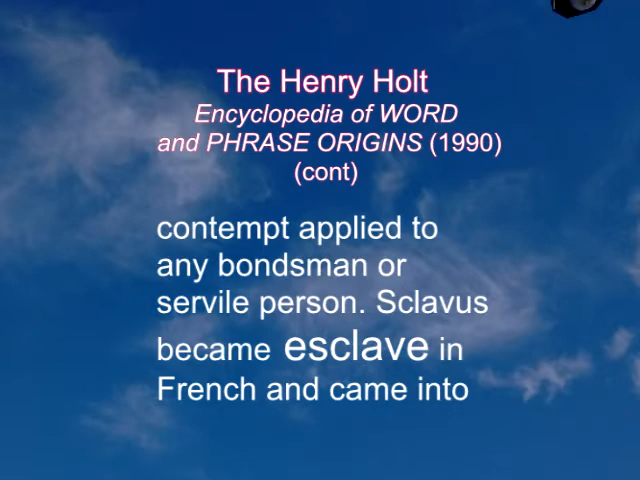 The Henry Holt
Encyclopedia of WORD
and PHRASE ORIGINS (1990)
(cont)
contempt applied to
any bondsman or
servile person. Sclavus
became esclave in
French and came into